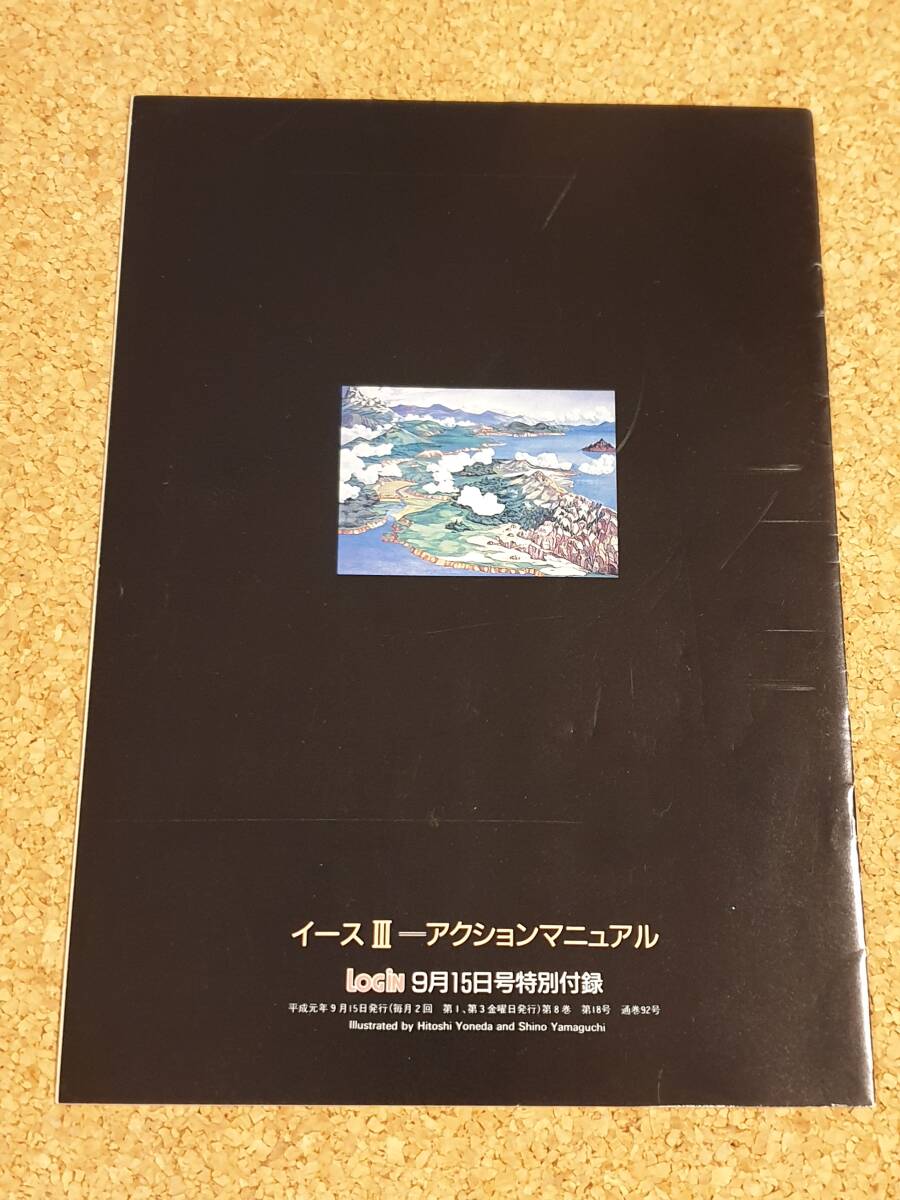 イースⅢ━アクションマニュアル
LOGiN 9月15日号特別付録
平成元年9月15日発行(毎月2回 第1、第3金曜日発行)第8巻 第18号 通巻92号
Illustrated by Hitoshi Yoneda and Shino Yamaguchi